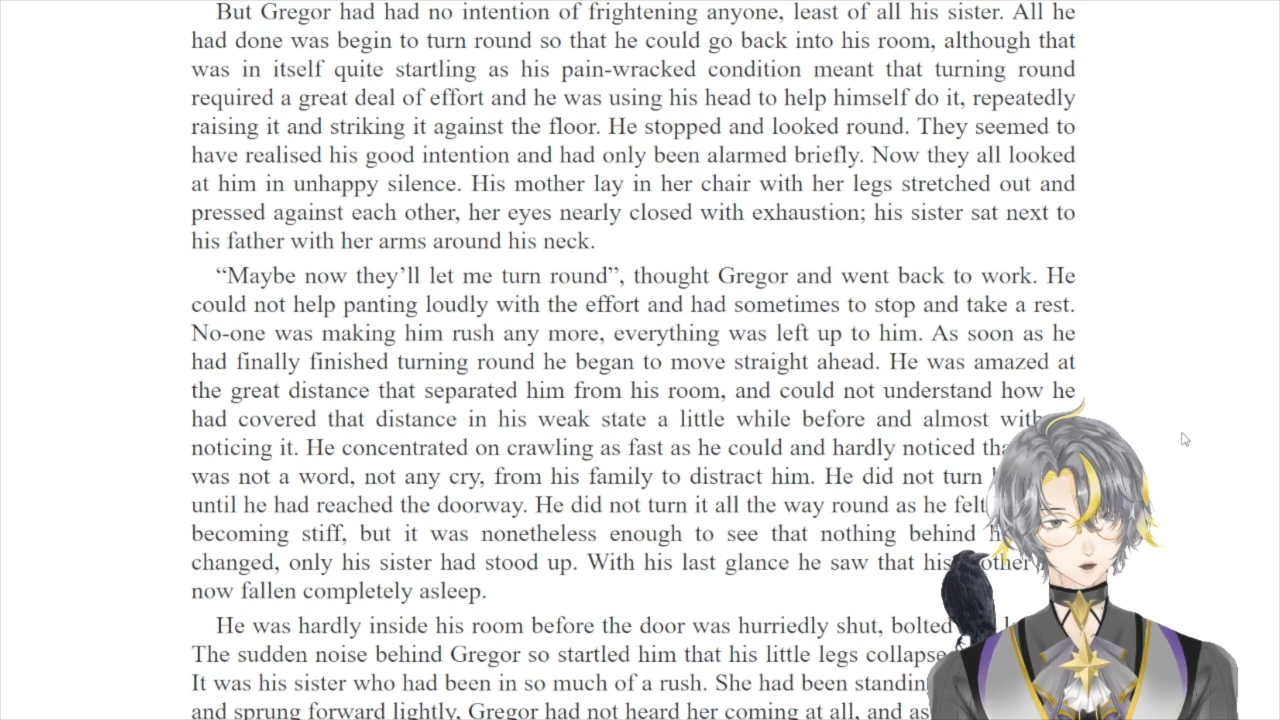 But Gregor had had no intention of frightening anyone, least of all his sister. All he
had done was begin to turn round so that he could go back into his room, although that
was in itself quite startling as his pain-wracked condition meant that turning round
required a great deal of effort and he was using his head to help himself do it, repeatedly
raising it and striking it against the floor. He stopped and looked round. They seemed to
have realised his good intention and had only been alarmed briefly. Now they all looked
at him in unhappy silence. His mother lay in her chair with her legs stretched out and
pressed against each other, her eyes nearly closed with exhaustion; his sister sat next to
his father with her arms around his neck.
“Maybe now they’ll let me turn round”, thought Gregor and went back to work. He
could not help panting loudly with the effort and had sometimes to stop and take a rest.
No-one was making him rush any more, everything was left up to him. As soon as he
had finally finished turning round he began to move straight ahead. He was amazed at
the great distance that separated him from his room, and could not understand how he
had covered that distance in his weak state a little while before and almost
noticing it. He concentrated on crawling as fast as he could and hardly noticed
was not a word, not any cry, from his family to distract him. He did not turn
until he had reached the doorway. He did not turn it all the way round as he felt
becoming stiff, but it was nonetheless enough to see that nothing behind
changed, only his sister had stood up. With his last glance he saw that his
now fallen completely asleep.
He was hardly inside his room before the door was hurriedly shut, bolted
The sudden noise behind Gregor so startled him that his little legs
It was his sister who had been in so much of a rush. She had been
and sprung forward lightly, Gregor had not heard her coming at all, and as